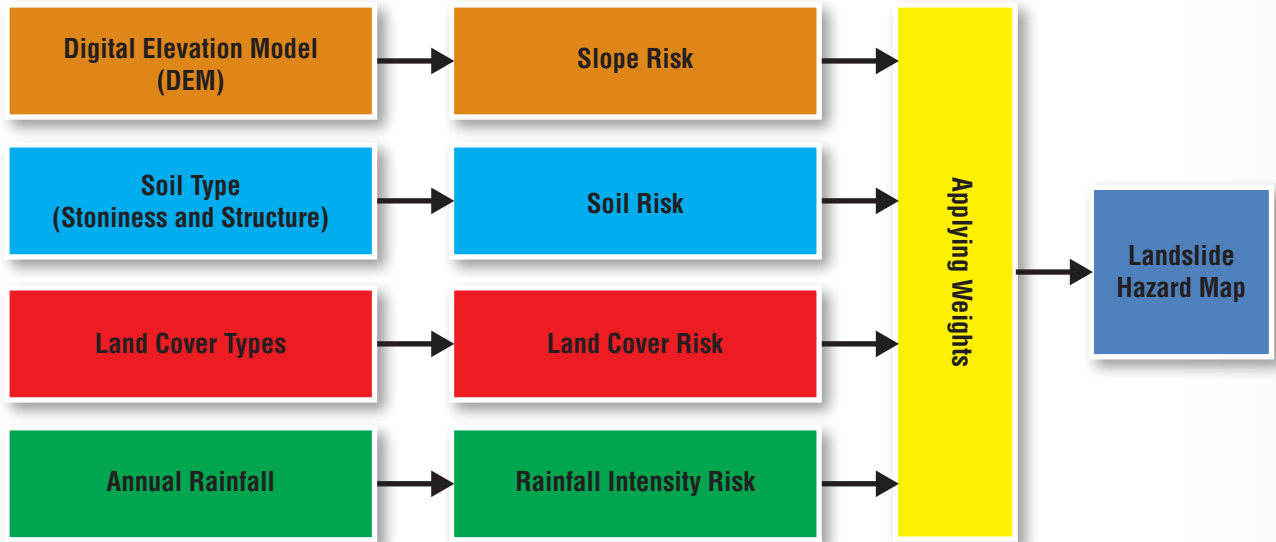 Digital Elevation Model
(DEM)
Slope Risk
Soil Type
(Stoniness and Structure)
Soil Risk
Land Cover Types
Land Cover Risk
Annual Rainfall
Rainfall Intensity Risk
Applying Weights
Landslide
Hazard Map